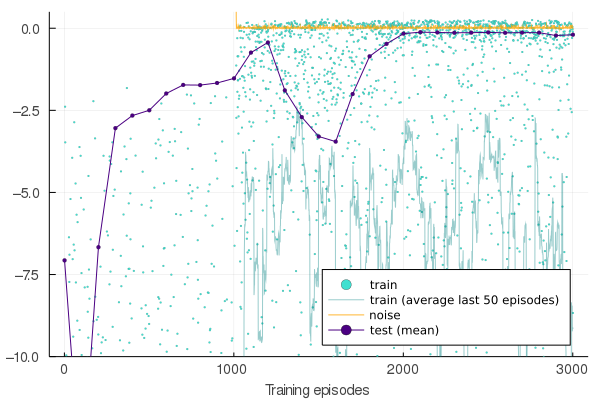 0.0
−2.5
−5.0
−7.5
−10.0
train
train (average last 50 episodes)
noise
test (mean)
0
1000
2000
3000
Training episodes